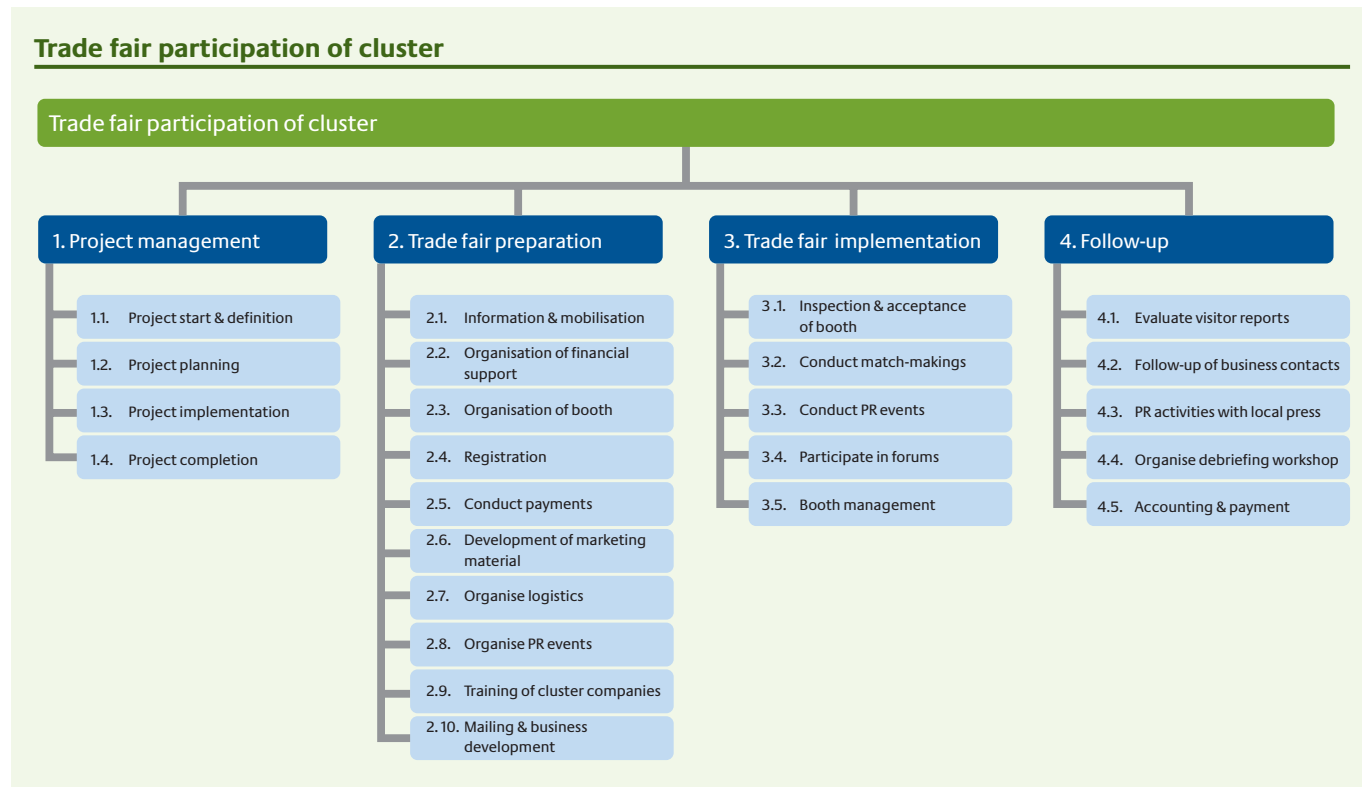 Trade fair participation of cluster
Trade fair participation of cluster
1. Project management
1.1. Project start & definition
1.2. Project planning
1.3. Project implementation
1.4. Project completion
2. Trade fair preparation
2.1. Information & mobilisation
2.2. Organisation of financial
support
2.3. Organisation of booth
2.4. Registration
2.5. Conduct payments
2.6. Development of marketing
material
2.7. Organise logistics
2.8. Organise PR events
2.9. Training of cluster companies
2.10. Mailing & business
development
3. Trade fair implementation
3.1. Inspection & acceptance
of booth
3.2. Conduct match-makings
3.3. Conduct PR events
3.4. Participate in forums
3.5. Booth management
4. Follow-up
4.1. Evaluate visitor reports
4.2. Follow-up of business contacts
4.3. PR activities with local press
4.4. Organise debriefing workshop
4.5. Accounting & payment